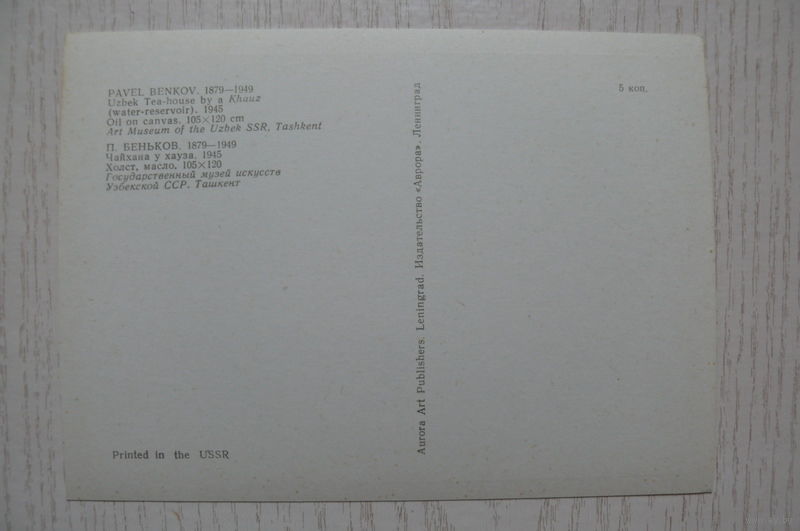 PAVEL BENKOV. 1879—1949
Uzbek Tea-house by a Khauz
(water-reservoir). 1945
Oil on canvas. 105×120 cm
Art Museum of the Uzbek SSR, Tashkent
П. БЕНЬКОВ. 1879—1949
Чайхана у хауза. 1945
Холст, масло. 105×120
Государственный музей искусств
Узбекской ССР. Ташкент
Printed in the USSR
Aurora Art Publishers. Leningrad. Издательство «Аврора». Ленинград
5 коп.